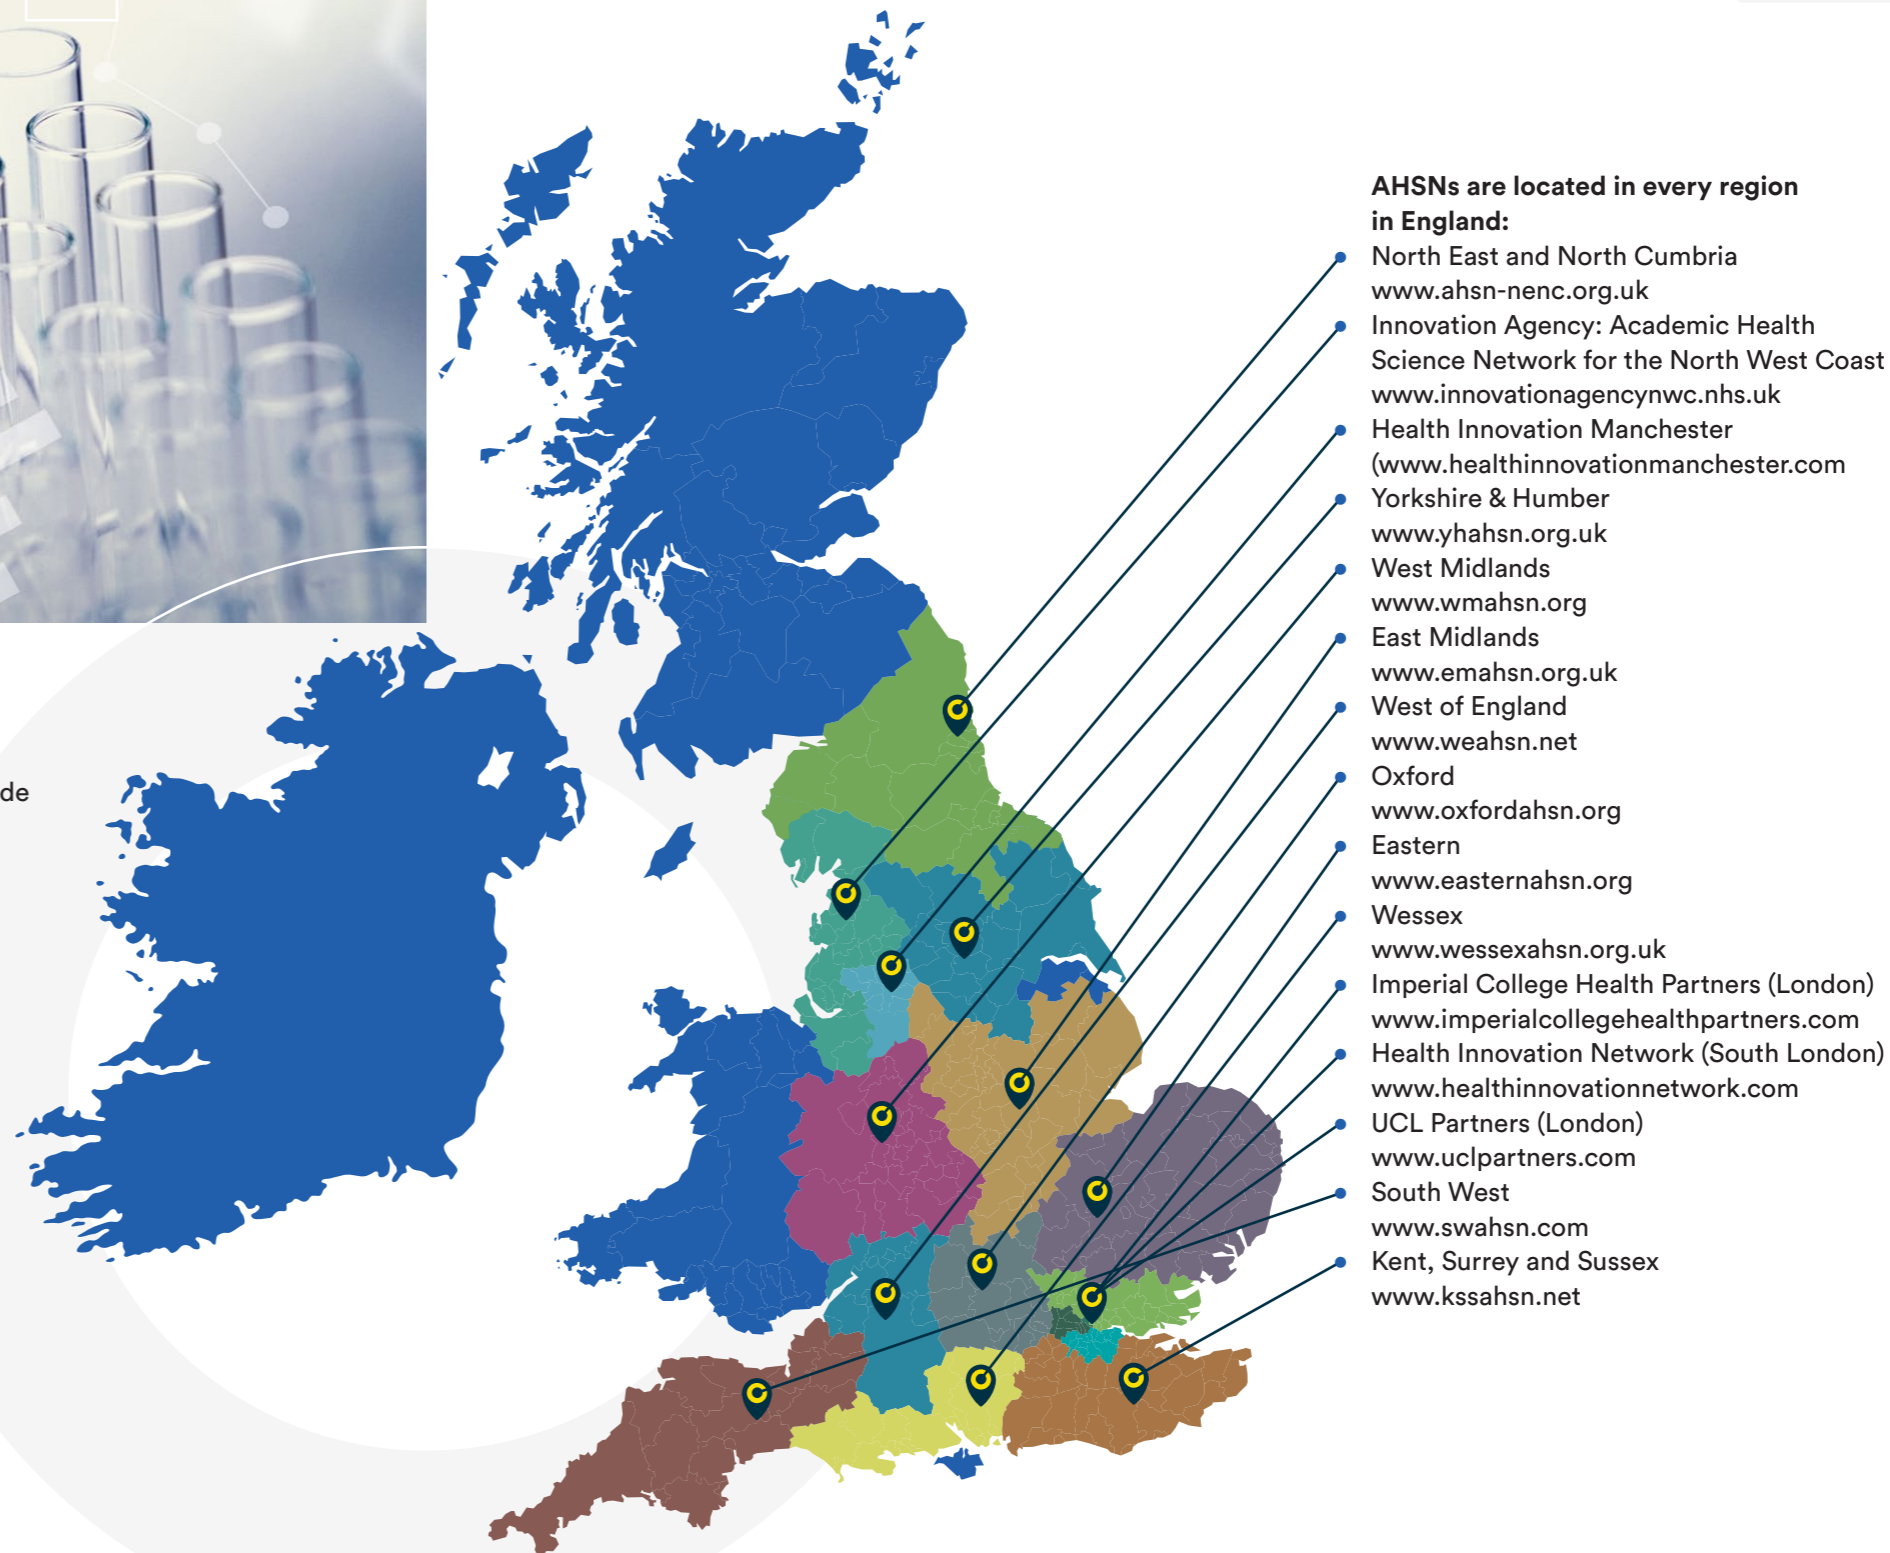 de
AHSNs are located in every region
in England:
North East and North Cumbria
www.ahsn-nenc.org.uk
Innovation Agency: Academic Health
Science Network for the North West Coast
www.innovationagencynwc.nhs.uk
Health Innovation Manchester
(www.healthinnovationmanchester.com
Yorkshire & Humber
www.yhahsn.org.uk
West Midlands
www.wmahsn.org
East Midlands
www.emahsn.org.uk
West of England
www.weahsn.net
Oxford
www.oxfordahsn.org
Eastern
www.easternahsn.org
Wessex
www.wessexahsn.org.uk
Imperial College Health Partners (London)
www.imperialcollegehealthpartners.com
Health Innovation Network (South London)
www.healthinnovationnetwork.com
UCL Partners (London)
www.uclpartners.com
South West
www.swahsn.com
Kent, Surrey and Sussex
www.kssahsn.net